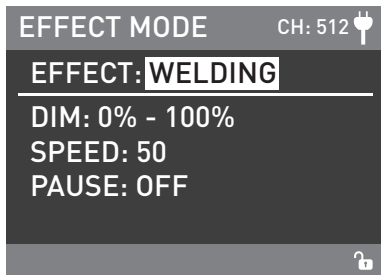 EFFECT MODE CH: 512
EFFECT: WELDING
DIM: 0% - 100%
SPEED: 50
PAUSE: OFF